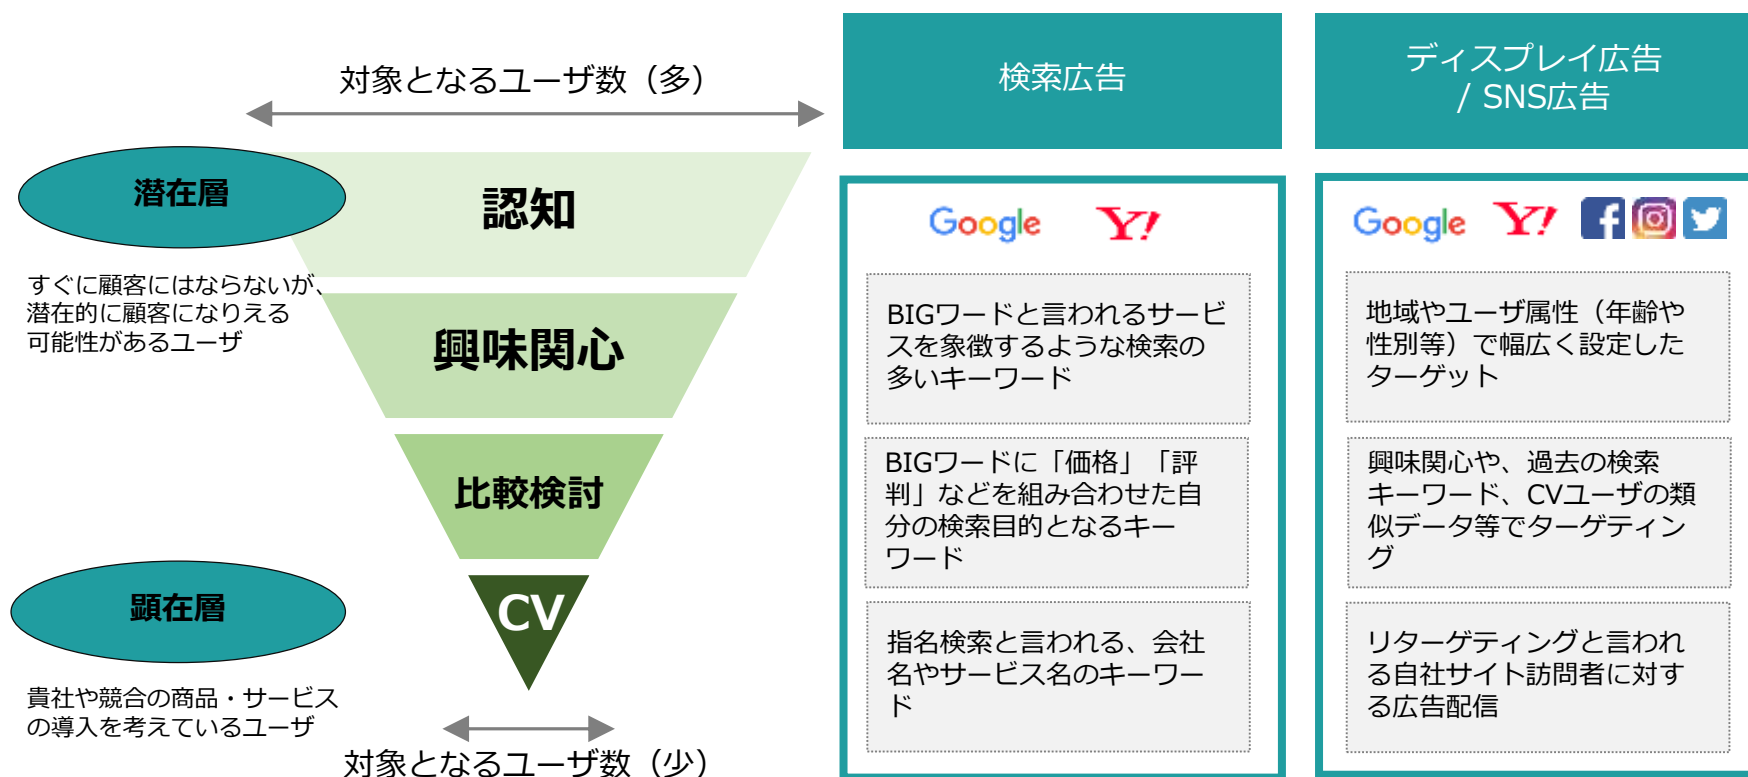 対象となるユーザ数（多）
潜在層
すぐに顧客にはならないが、
潜在的に顧客になりえる
可能性があるユーザ
認知
興味関心
比較検討
CV
顕在層
貴社や競合の商品・サービス
の導入を考えているユーザ
対象となるユーザ数（少）
検索広告
Google Y!
BIGワードと言われるサービ
スを象徴するような検索の
多いキーワード
BIGワードに「価格」「評
判」などを組み合わせた自
分の検索目的となるキー
ワード
指名検索と言われる、会社
名やサービス名のキーワー
ド
ディスプレイ広告
/ SNS広告
Google Y! f
地域やユーザ属性（年齢や
性別等）で幅広く設定した
ターゲット
興味関心や、過去の検索
キーワード、CVユーザの類
似データ等でターゲティン
グ
リターゲティングと言われ
る自社サイト訪問者に対す
る広告配信